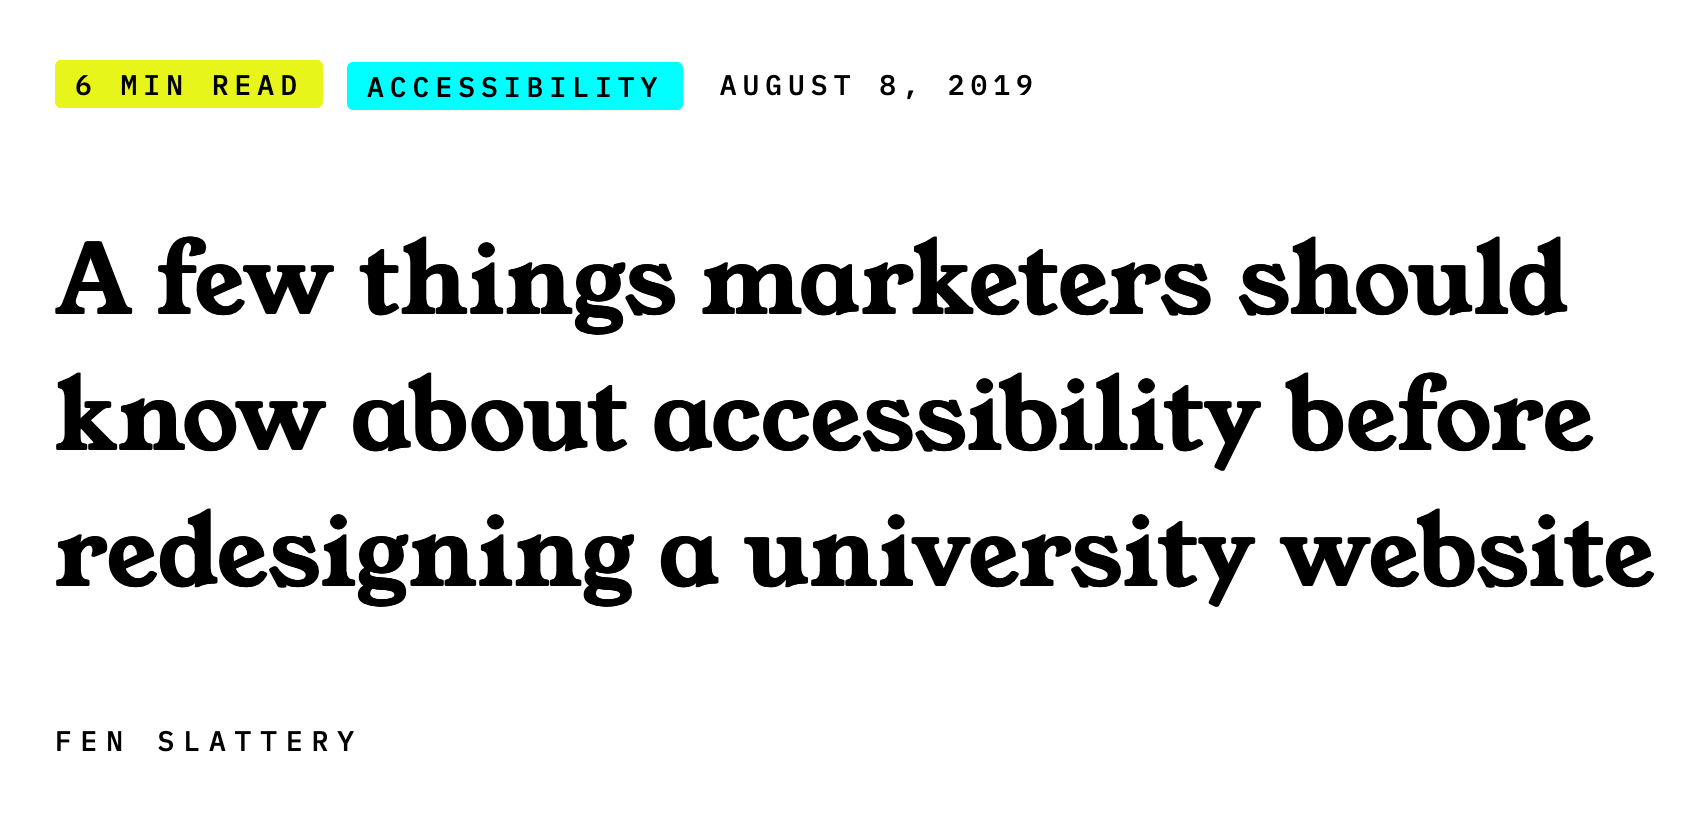 6 MIN READ ACCESSIBILITY AUGUST 8, 2019
A few things marketers should
know about accessibility before
redesigning a university website
FEN SLATTERY